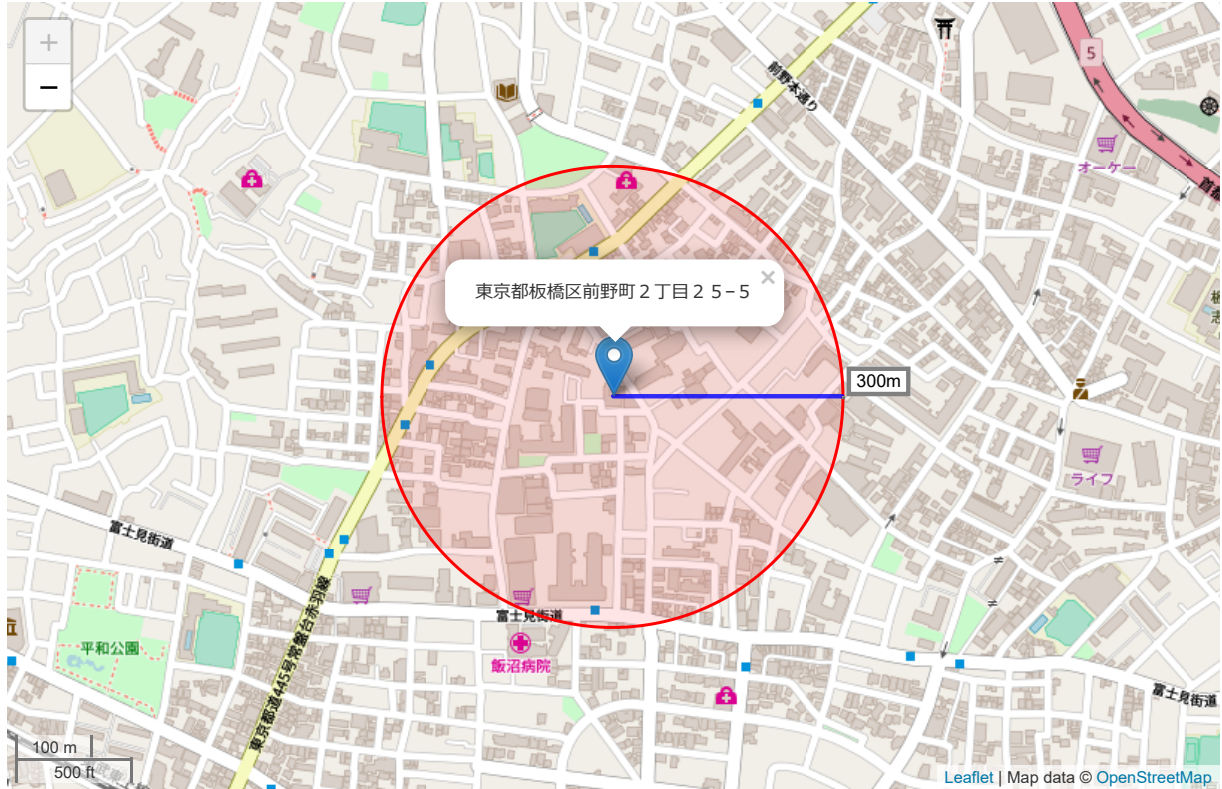 +
−
前野本通り
5
オーケー
首都
東京都板橋区前野町２丁目２５−５
×
300m
ライフ
富士見街道
富士見街道
平和公園
飯沼病院
東京都道445号常盤台赤羽線
富士見街道
100 m
500 ft
Leaflet | Map data © OpenStreetMap